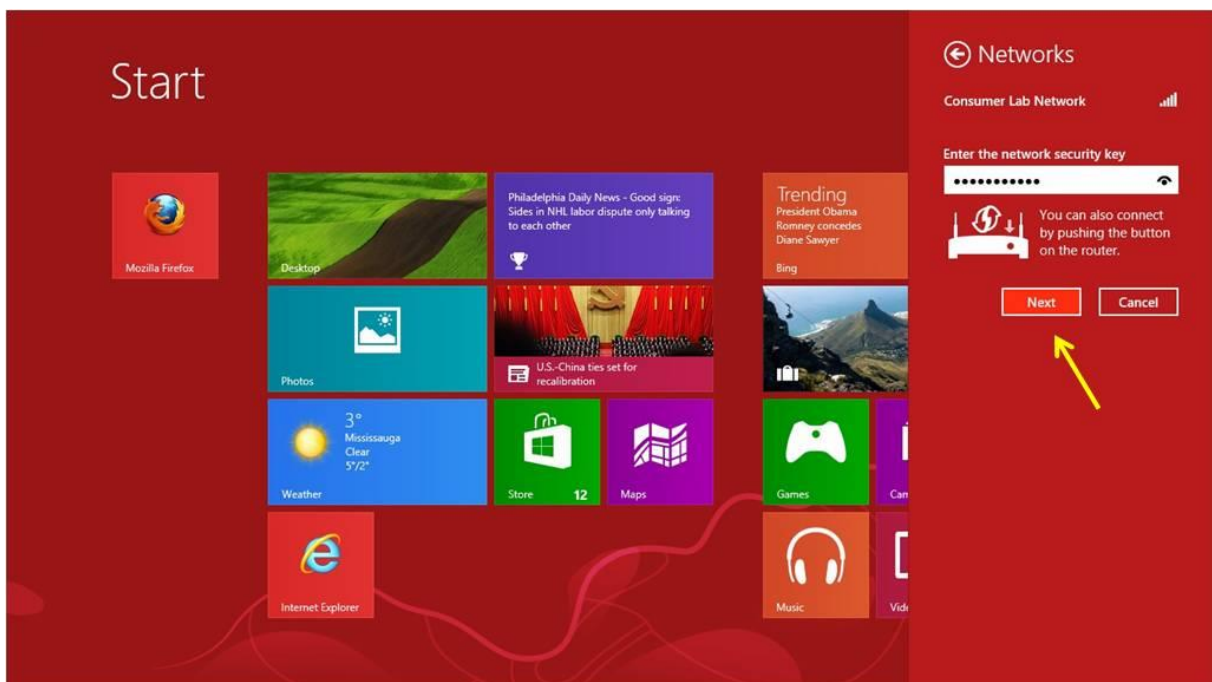 Start
Mozilla Firefox
Desktop
Philadelphia Daily News - Good sign:
Sides in NHL labor dispute only talking
to each other
Trending
President Obama
Romney concedes
Diane Sawyer
Bing
Photos
U.S.-China ties set for
recalibration
3°
Mississauga
Clear
5°/2°
Weather
Store 12
Maps
Games
Cam
Internet Explorer
Music
Vide
Networks
Consumer Lab Network
Enter the network security key
You can also connect
by pushing the button
on the router.
Next
Cancel